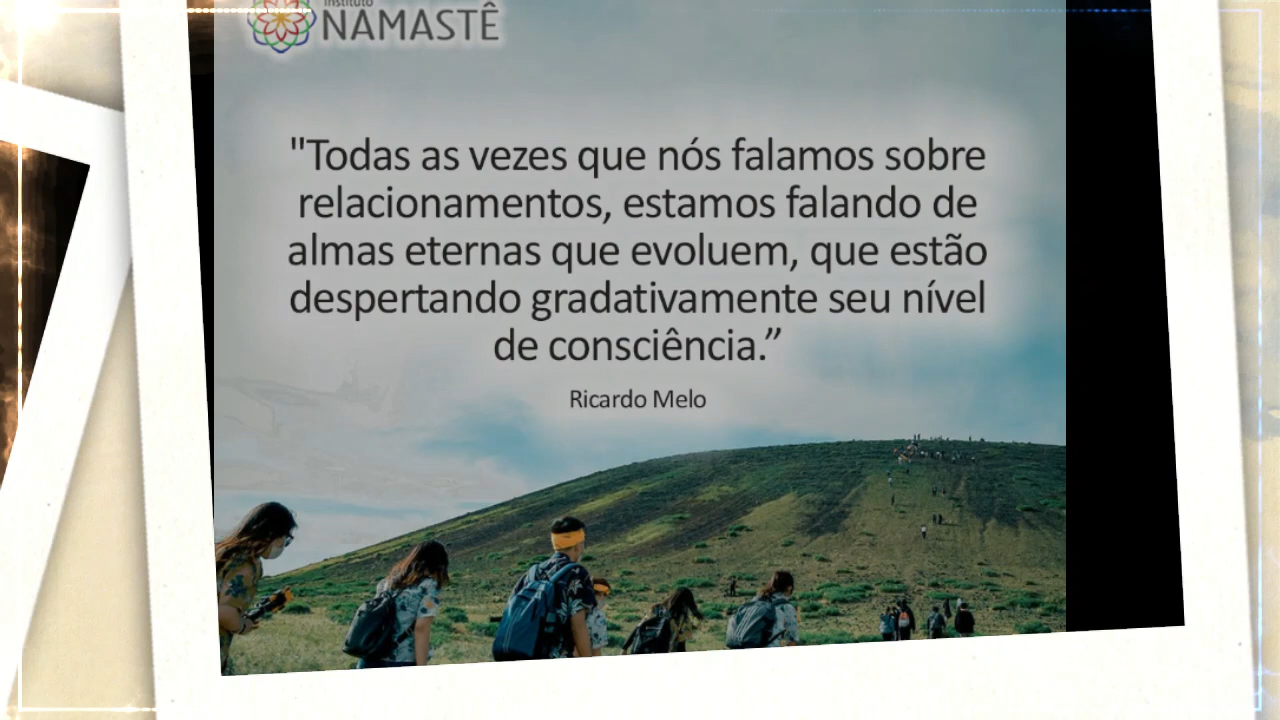 Instituto
NAMASTÊ
"Todas as vezes que nós falamos sobre
relacionamentos, estamos falando de
almas eternas que evoluem, que estão
despertando gradativamente seu nível
de consciência.”
Ricardo Melo